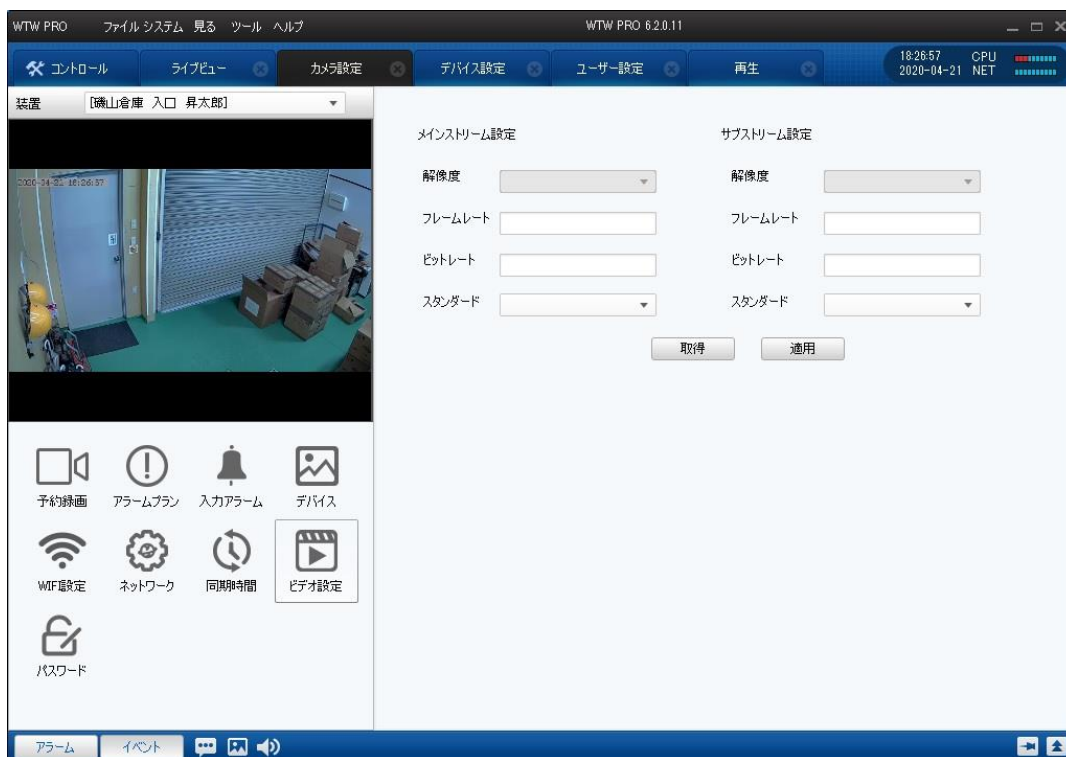 WTW PRO ファイル システム 見る ツール ヘルプ WTW PRO 6.2.0.11
コントロール ライブビュー カメラ設定 デバイス設定 ユーザー設定 再生
18:26:57 CPU
2020-04-21 NET
装置 [磯山倉庫 入口 昇太郎]
2020-04-21 18:26:57
メインストリーム設定 サブストリーム設定
解像度 解像度
フレームレート フレームレート
ビットレート ビットレート
スタンダード スタンダード
取得 適用
予約録画 アラームプラン 入力アラーム デバイス
WIFI設定 ネットワーク 同期時間 ビデオ設定
パスワード
アラーム イベント